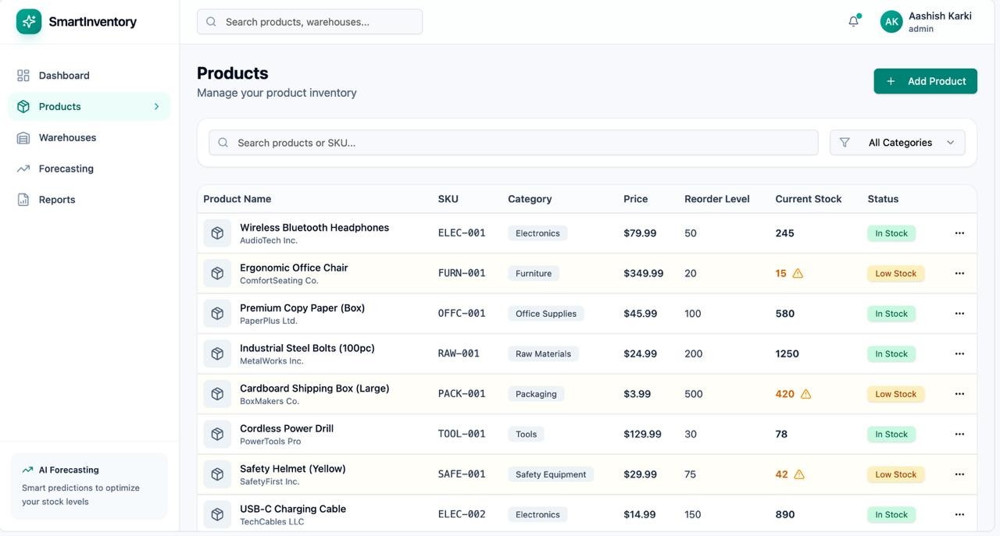 SmartInventory
Search products, warehouses...
AK
Aashish Karki
admin
Dashboard
Products
Warehouses
Forecasting
Reports
AI Forecasting
Smart predictions to optimize
your stock levels
Products
Manage your product inventory
+ Add Product
Search products or SKU...
All Categories
Product Name SKU Category Price Reorder Level Current Stock Status
Wireless Bluetooth Headphones
AudioTech Inc.
ELEC-001 Electronics $79.99 50 245 In Stock
Ergonomic Office Chair
ComfortSeating Co.
FURN-001 Furniture $349.99 20 15 Low Stock
Premium Copy Paper (Box)
PaperPlus Ltd.
OFFC-001 Office Supplies $45.99 100 580 In Stock
Industrial Steel Bolts (100pc)
MetalWorks Inc.
RAW-001 Raw Materials $24.99 200 1250 In Stock
Cardboard Shipping Box (Large)
BoxMakers Co.
PACK-001 Packaging $3.99 500 420 Low Stock
Cordless Power Drill
PowerTools Pro
TOOL-001 Tools $129.99 30 78 In Stock
Safety Helmet (Yellow)
SafetyFirst Inc.
SAFE-001 Safety Equipment $29.99 75 42 Low Stock
USB-C Charging Cable
TechCables LLC
ELEC-002 Electronics $14.99 150 890 In Stock